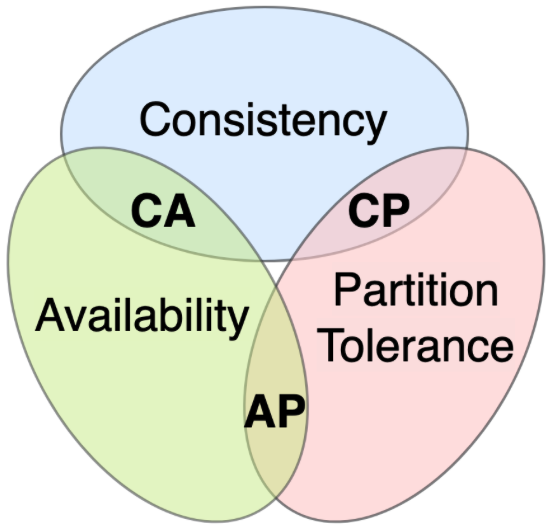 Consistency
CA
CP
Availability
Partition
Tolerance
AP